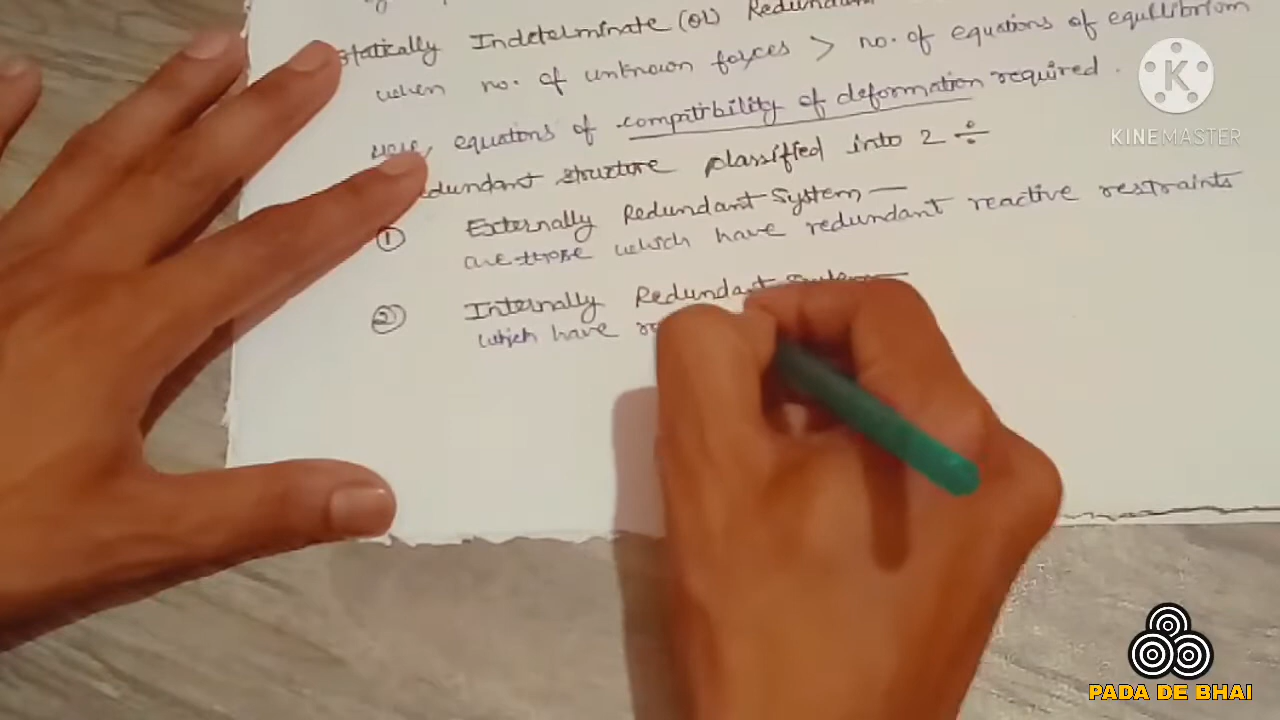 statically Indeterminate (or) Redundant
when no. of unknown forces > no. of equations of equilibrium
Here, equations of compatibility of deformation required.
redundant structure classified into 2 ÷
① Externally Redundant System —
are those which have redundant reactive restraints
② Internally Redundant System —
which have
K
KINEMASTER
PADA DE BHAI